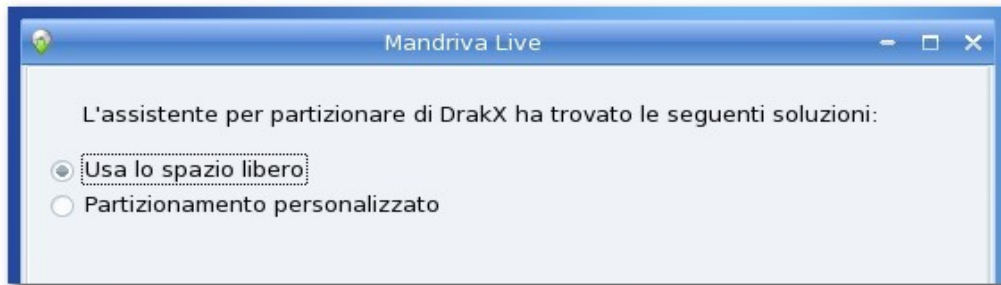 Mandriva Live
L'assistente per partizionare di DrakX ha trovato le seguenti soluzioni:
Usa lo spazio libero
Partizionamento personalizzato